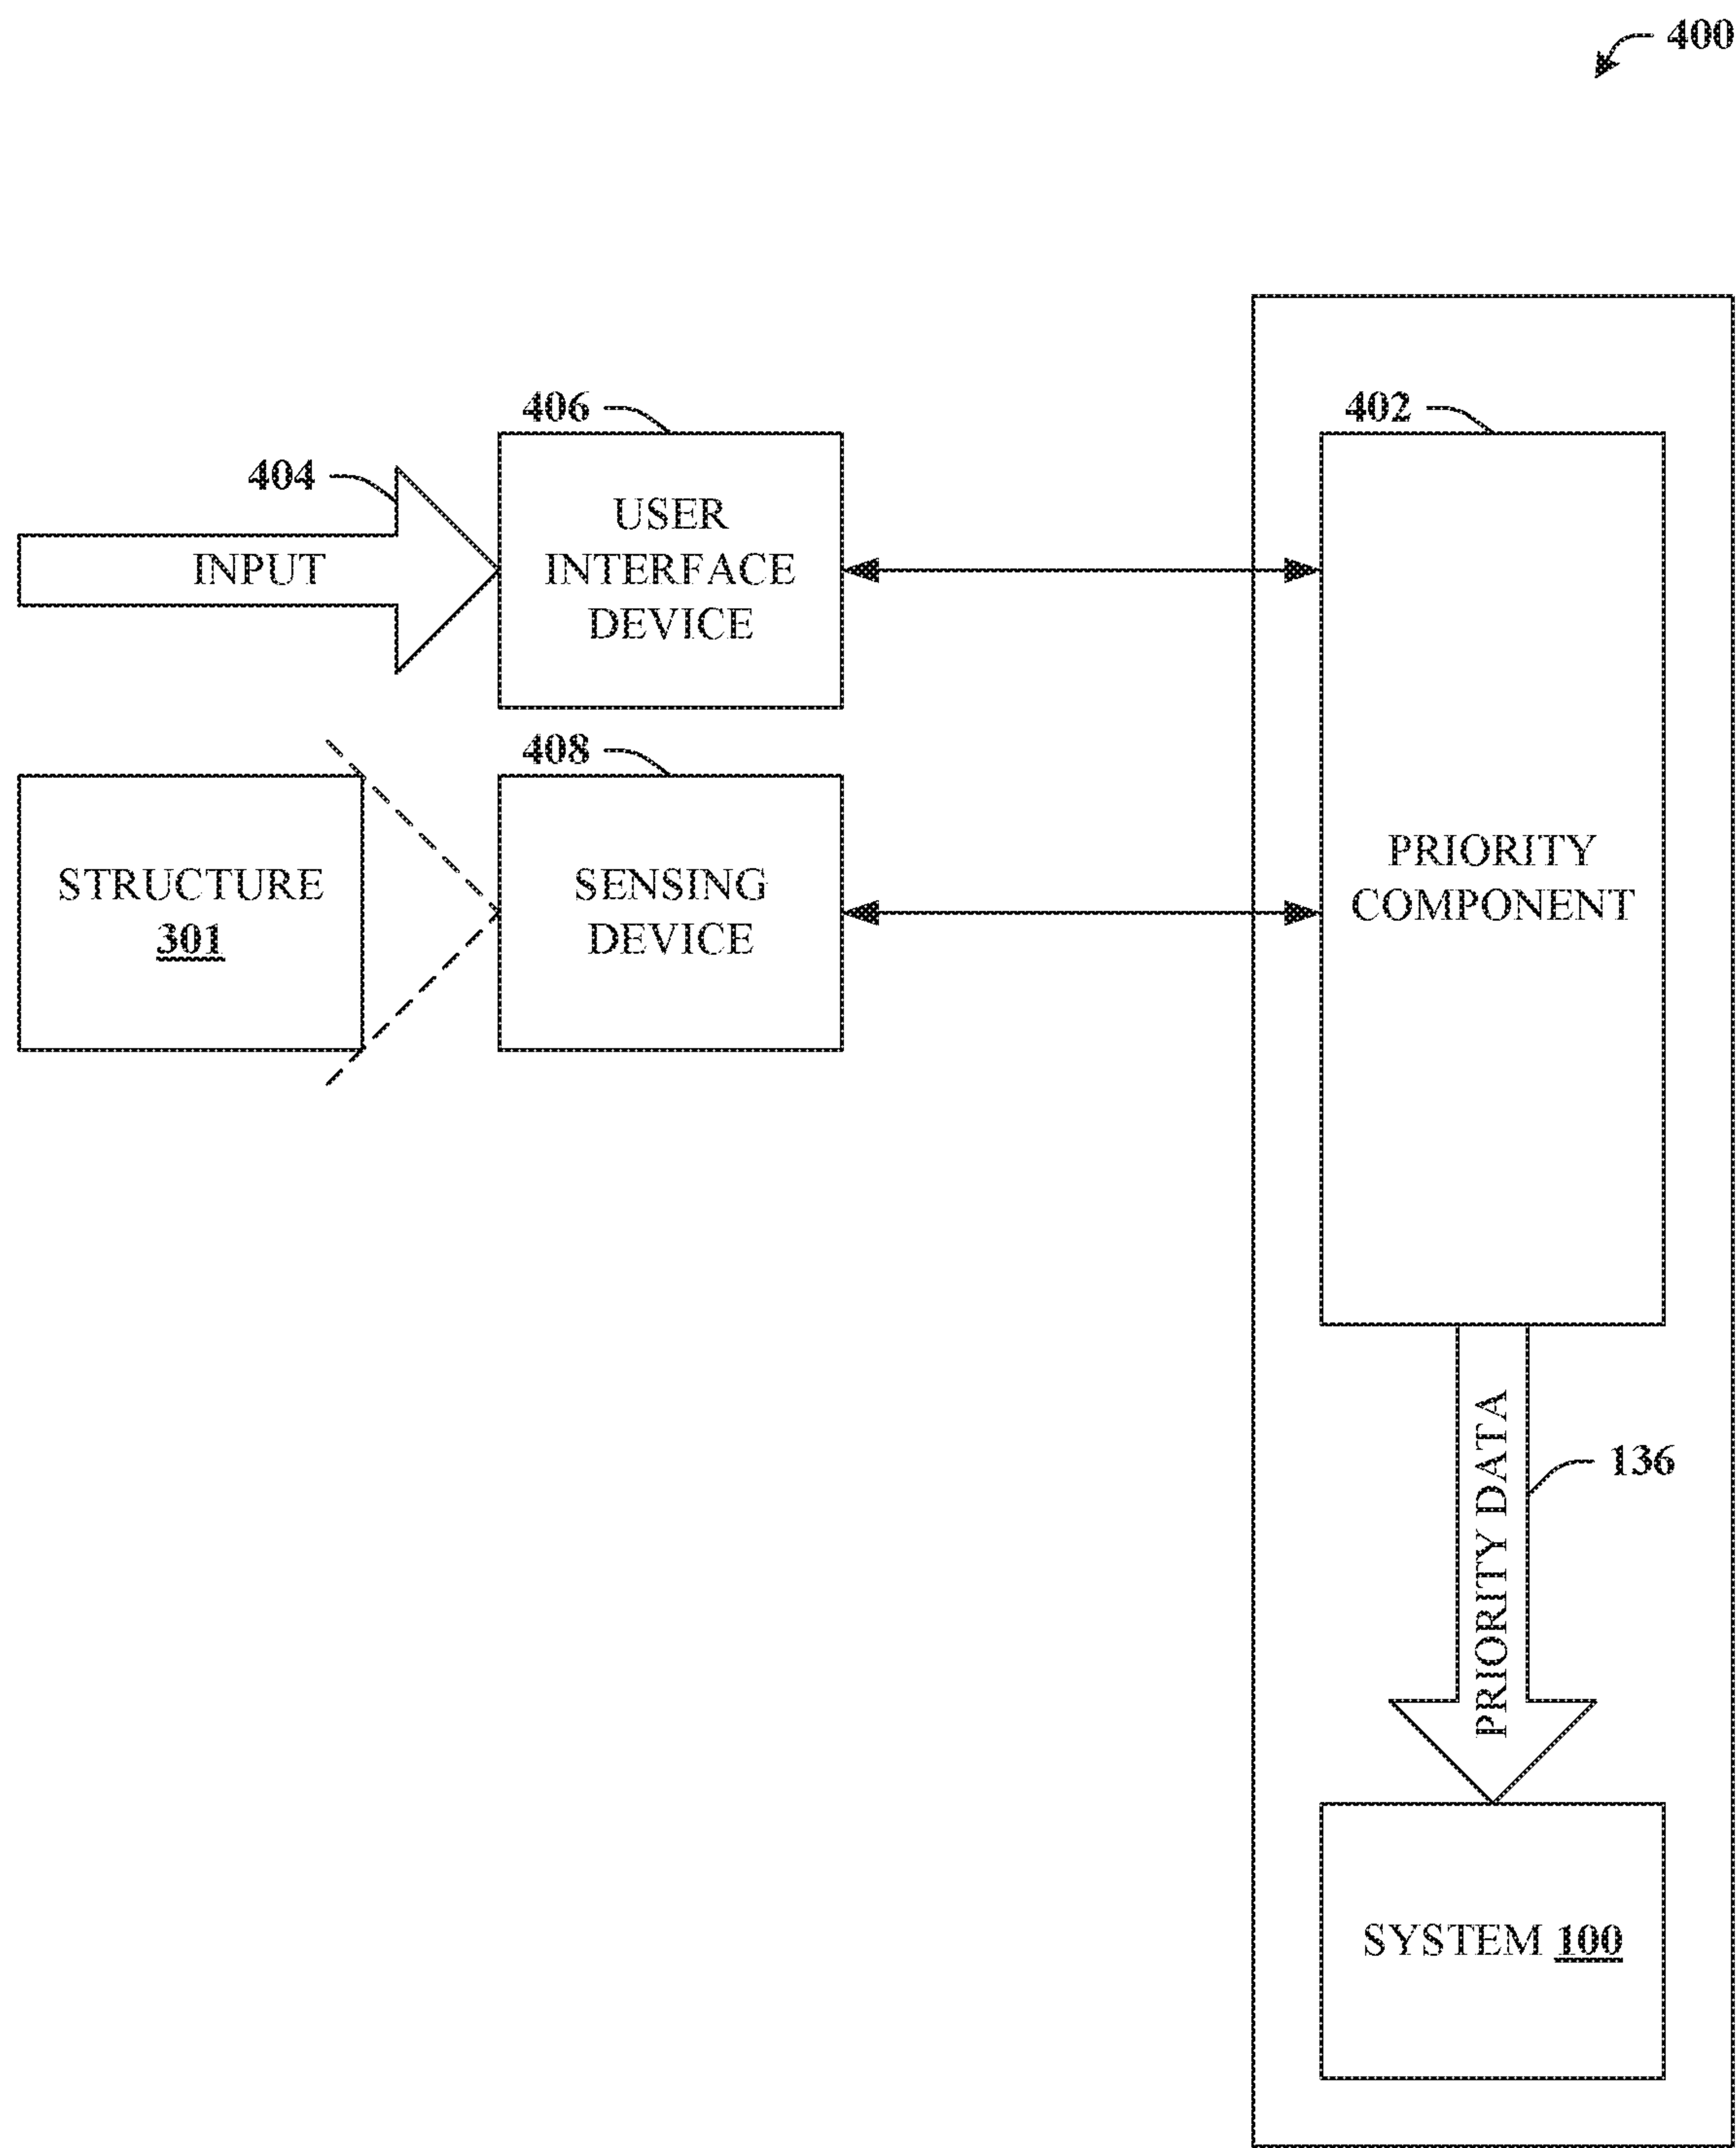 400
406
402
404
USER
INTERFACE
DEVICE
INPUT
408
STRUCTURE
301
SENSING
DEVICE
PRIORITY
COMPONENT
PRIORITY DATA
136
SYSTEM 100